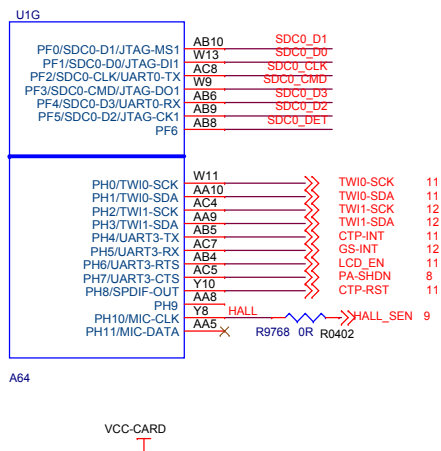 U1G
PF0/SDC0-D1/JTAG-MS1 AB10 SDC0_D1
PF1/SDC0-D0/JTAG-DI1 W13 SDC0_D0
PF2/SDC0-CLK/UART0-TX AC8 SDC0_CLK
PF3/SDC0-CMD/JTAG-DO1 W9 SDC0_CMD
PF4/SDC0-D3/UART0-RX AB6 SDC0_D3
PF5/SDC0-D2/JTAG-CK1 AB9 SDC0_D2
PF6 AB8 SDC0_DET
PH0/TWI0-SCK W11 TWI0-SCK 11
PH1/TWI0-SDA AA10 TWI0-SDA 11
PH2/TWI1-SCK AC4 TWI1-SCK 12
PH3/TWI1-SDA AA9 TWI1-SDA 12
PH4/UART3-TX AB5 CTP-INT 11
PH5/UART3-RX AC7 GS-INT 12
PH6/UART3-RTS AB4 LCD_EN 11
PH7/UART3-CTS AC5 PA-SHDN 8
PH8/SPDIF-OUT Y10 CTP-RST 11
PH9 AA8
PH10/MIC-CLK Y8 HALL HALL_SEN 9
PH11/MIC-DATA AA5
R9768 0R R0402
A64
VCC-CARD